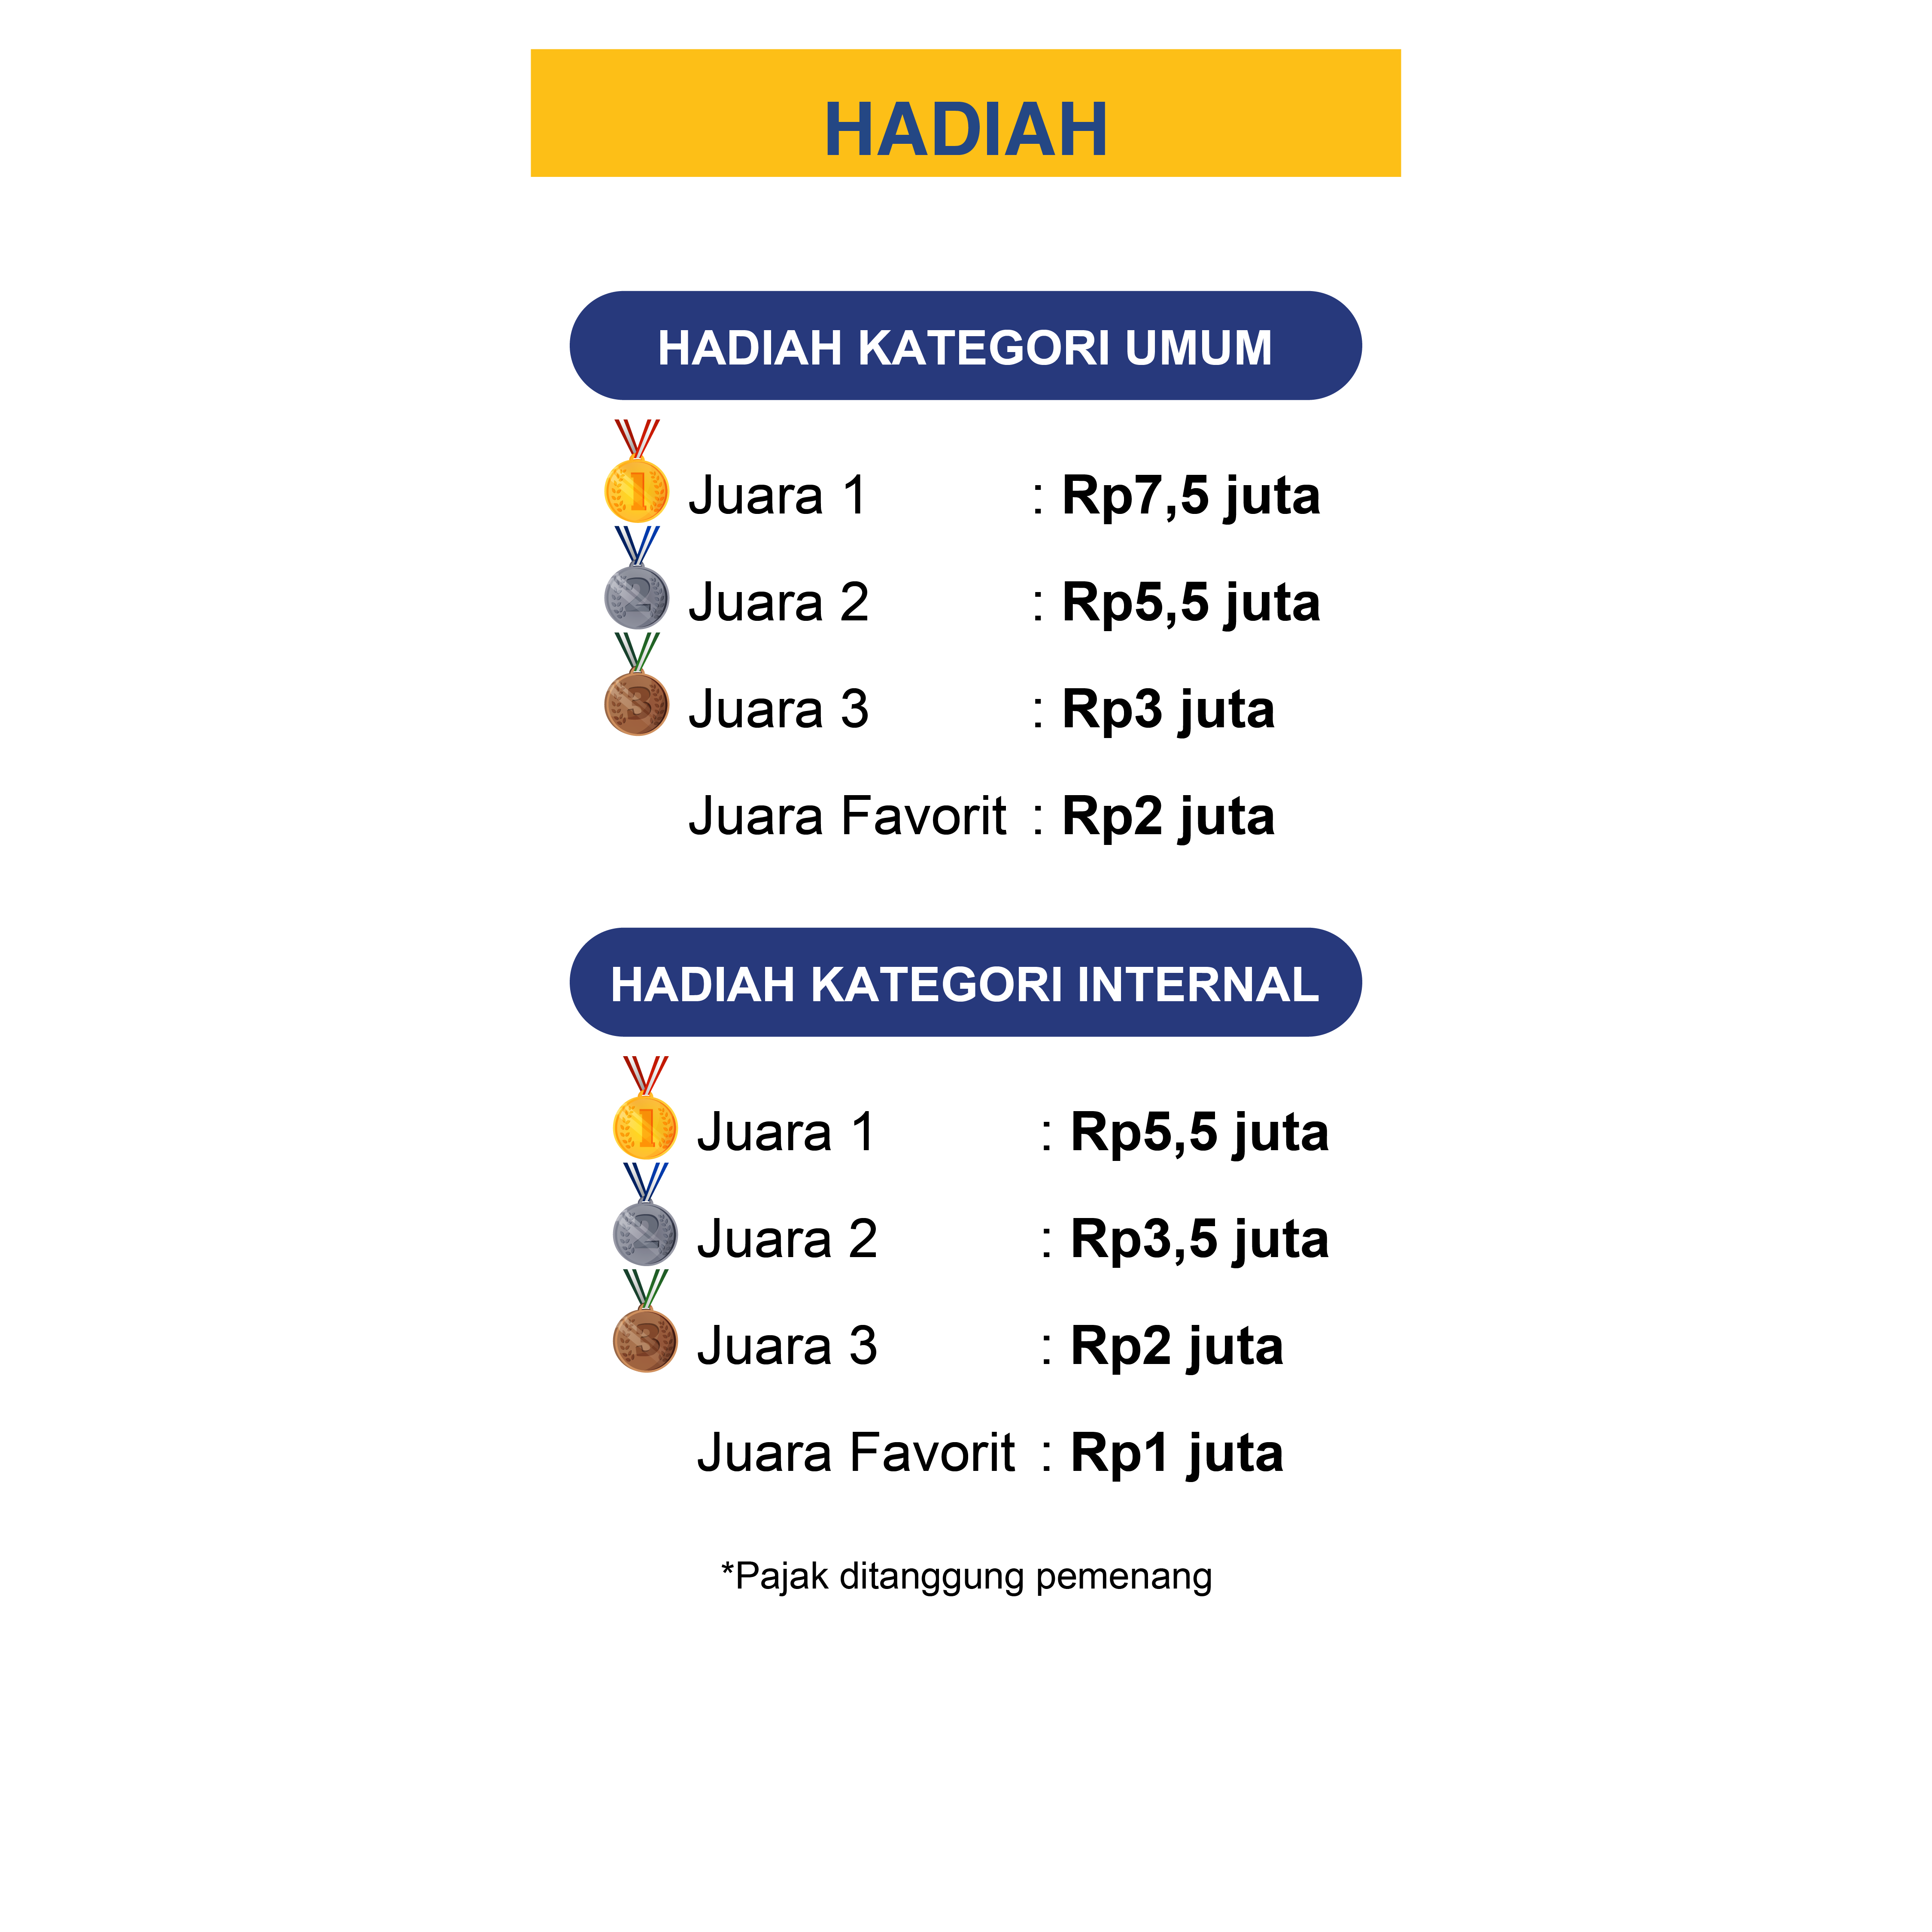 HADIAH
HADIAH KATEGORI UMUM
1 Juara 1 : Rp7,5 juta
2 Juara 2 : Rp5,5 juta
3 Juara 3 : Rp3 juta
Juara Favorit : Rp2 juta
HADIAH KATEGORI INTERNAL
1 Juara 1 : Rp5,5 juta
2 Juara 2 : Rp3,5 juta
3 Juara 3 : Rp2 juta
Juara Favorit : Rp1 juta
*Pajak ditanggung pemenang